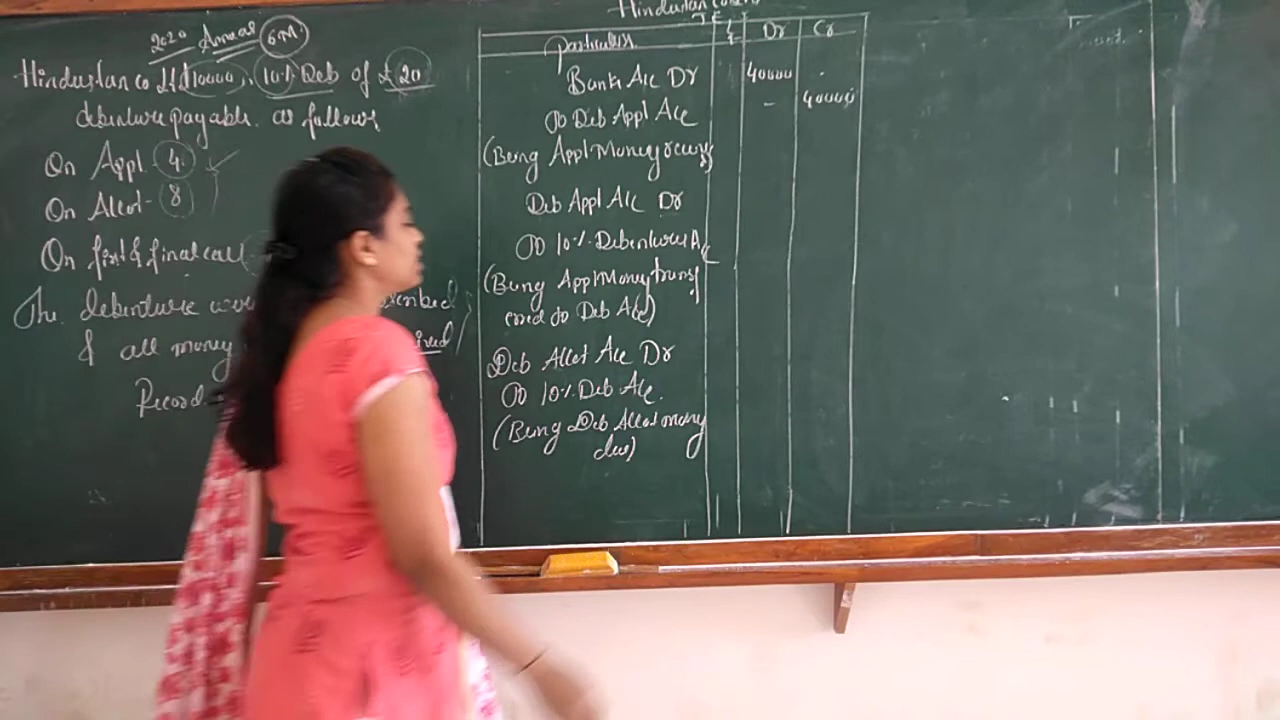 2020 Annual 6M.
Hindustan co Ltd 10000, 10% Deb of ₹ 20
debenture payable. as follows
On Appl. 4.
On Allot- 8
On first & final call
The debenture
& all money
Record
Hindustan
particulars Dr Cr
Bank A/c Dr 40000
To Deb Appl A/c 40000
(Being Appl Money
Deb Appl A/c Dr
To 10% Debenture A/c
(Being Appl Money transf
erred to Deb A/c)
Deb Allot A/c Dr
To 10% Deb A/c.
(Being Deb Allot money
due)